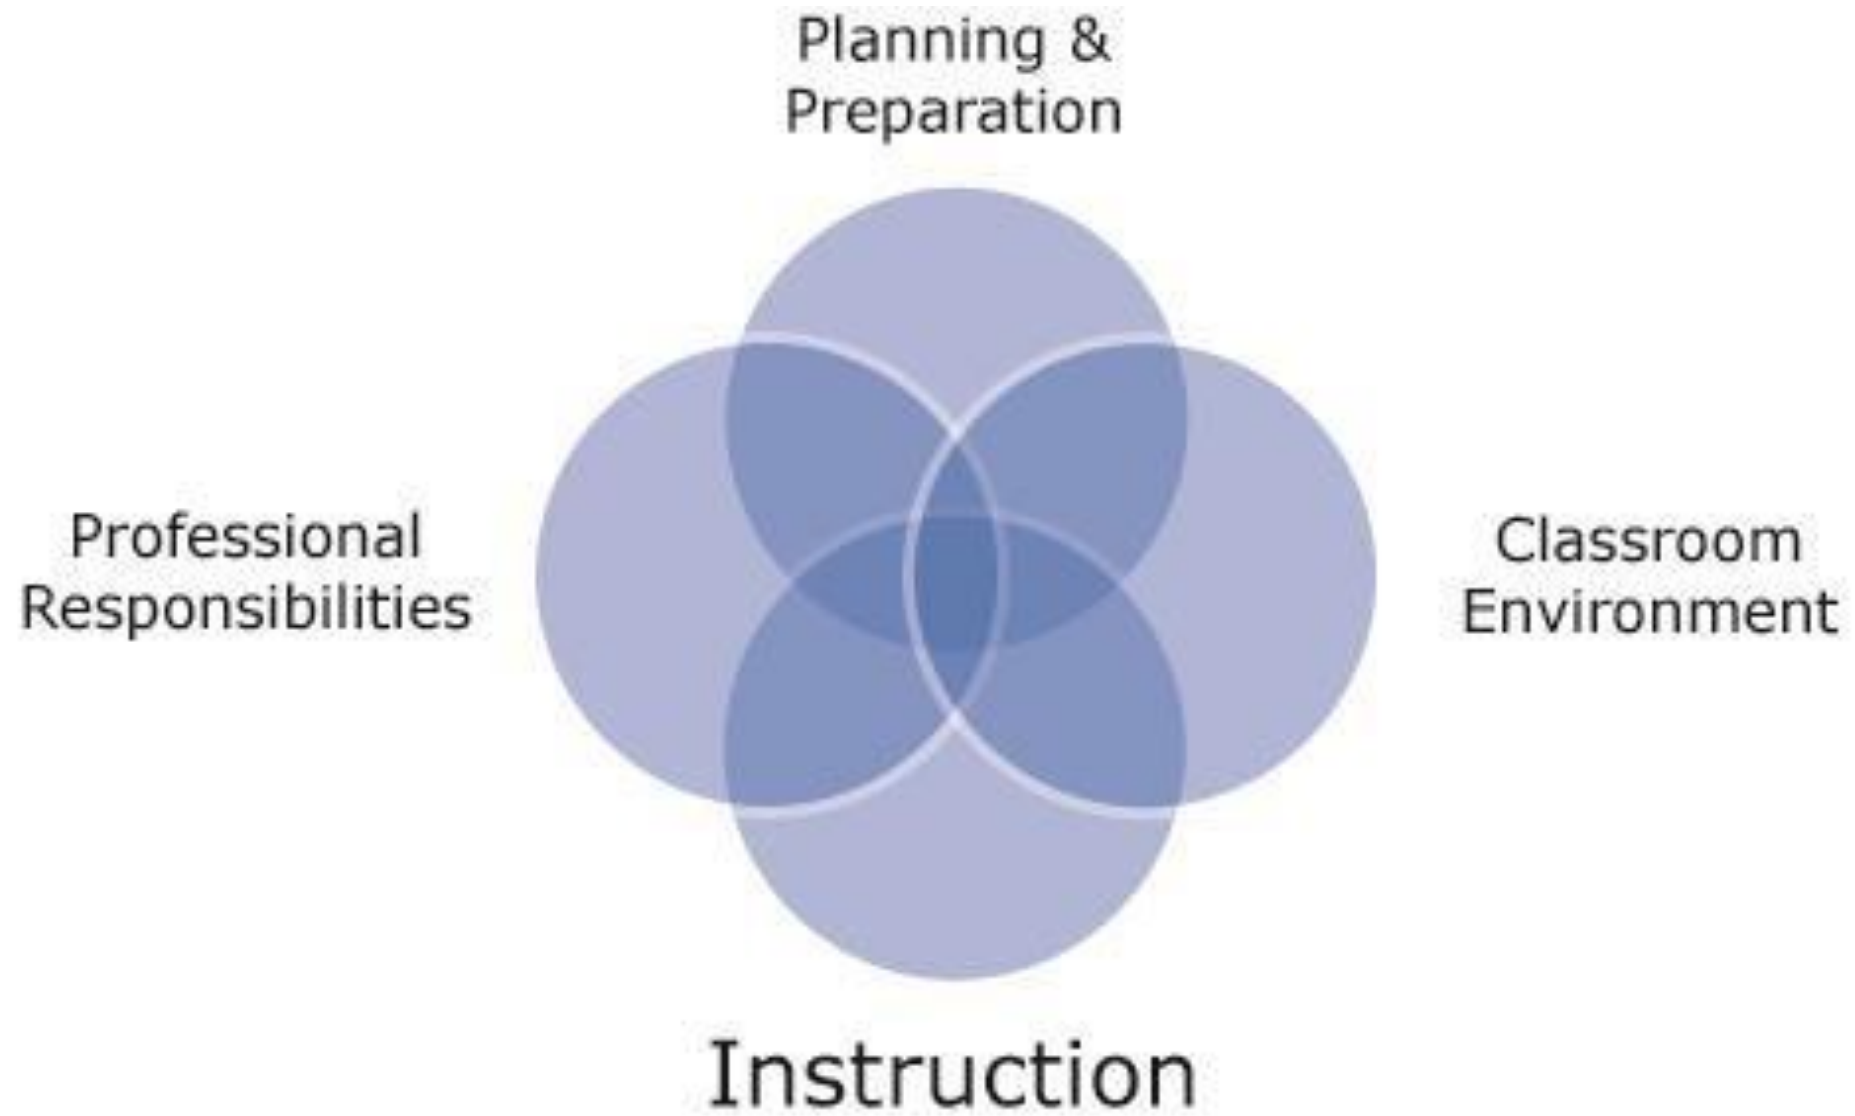 Planning &
Preparation
Professional
Responsibilities
Classroom
Environment
Instruction